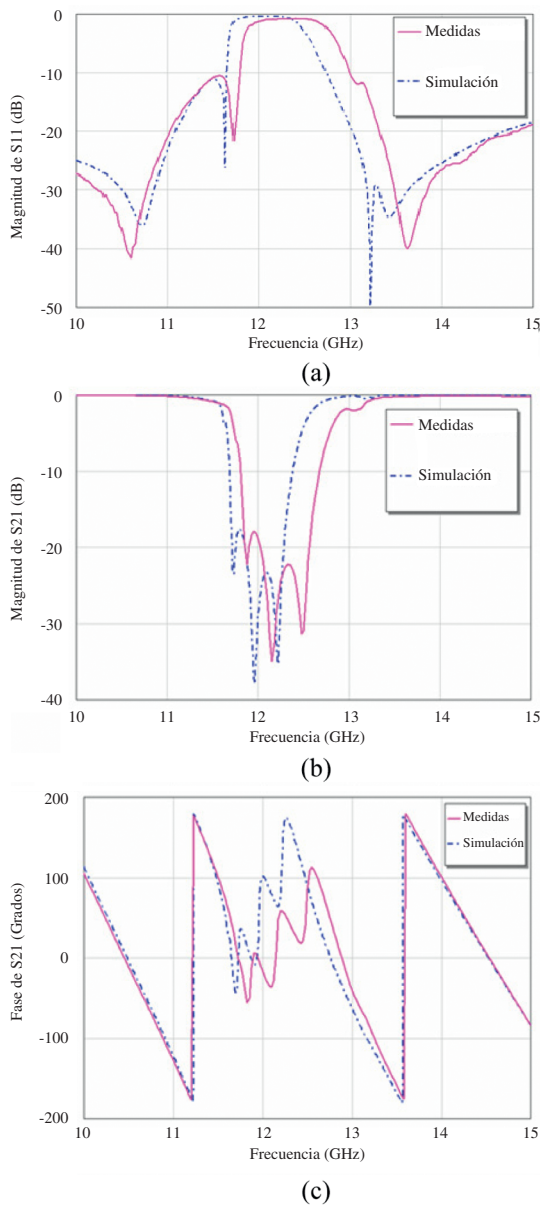 0
-10
-20
-30
-40
-50
Magnitud de S11 (dB)
Medidas
Simulación
10 11 12 13 14 15
Frecuencia (GHz)
(a)
0
-10
-20
-30
-40
Magnitud de S21 (dB)
Medidas
Simulación
10 11 12 13 14 15
Frecuencia (GHz)
(b)
200
100
0
-100
-200
Fase de S21 (Grados)
Medidas
Simulación
10 11 12 13 14 15
Frecuencia (GHz)
(c)